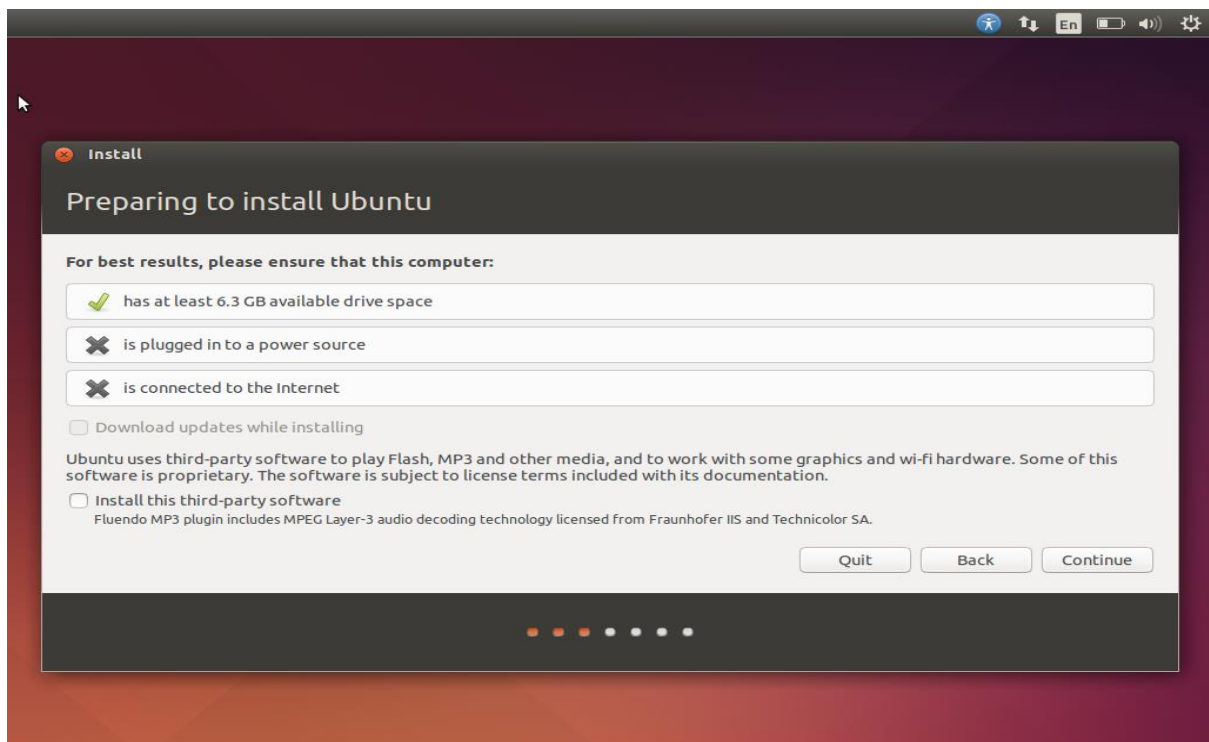 En
Install
Preparing to install Ubuntu
For best results, please ensure that this computer:
has at least 6.3 GB available drive space
is plugged in to a power source
is connected to the Internet
Download updates while installing
Ubuntu uses third-party software to play Flash, MP3 and other media, and to work with some graphics and wi-fi hardware. Some of this
software is proprietary. The software is subject to license terms included with its documentation.
Install this third-party software
Fluendo MP3 plugin includes MPEG Layer-3 audio decoding technology licensed from Fraunhofer IIS and Technicolor SA.
Quit Back Continue